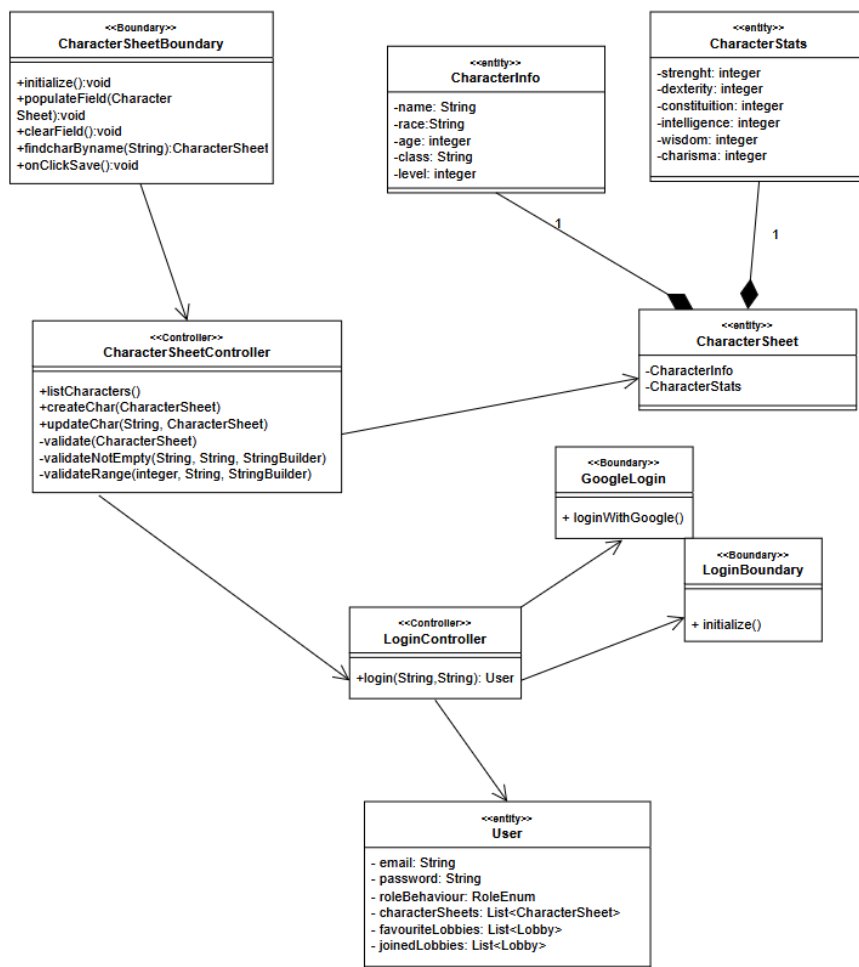 <<Boundary>>
CharacterSheetBoundary
+initialize():void
+populateField(Character
Sheet):void
+clearField():void
+findcharByname(String):CharacterSheet
+onClickSave():void
<<entity>>
CharacterInfo
-name: String
-race:String
-age: integer
-class: String
-level: integer
<<entity>>
CharacterStats
-strenght: integer
-dexterity: integer
-constituition: integer
-intelligence: integer
-wisdom: integer
-charisma: integer
1
1
<<Controller>>
CharacterSheetController
+listCharacters()
+createChar(CharacterSheet)
+updateChar(String, CharacterSheet)
-validate(CharacterSheet)
-validateNotEmpty(String, String, StringBuilder)
-validateRange(integer, String, StringBuilder)
<<entity>>
CharacterSheet
-CharacterInfo
-CharacterStats
<<Boundary>>
GoogleLogin
+ loginWithGoogle()
<<Boundary>>
LoginBoundary
+ initialize()
<<Controller>>
LoginController
+login(String,String): User
<<entity>>
User
- email: String
- password: String
- roleBehaviour: RoleEnum
- characterSheets: List<CharacterSheet>
- favouriteLobbies: List<Lobby>
- joinedLobbies: List<Lobby>